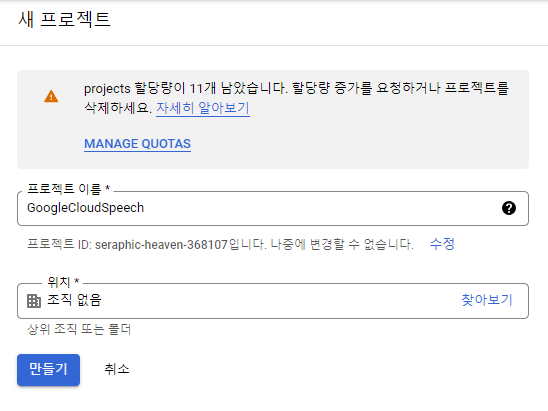 새 프로젝트
projects 할당량이 11개 남았습니다. 할당량 증가를 요청하거나 프로젝트를
삭제하세요. 자세히 알아보기
MANAGE QUOTAS
프로젝트 이름 *
GoogleCloudSpeech
프로젝트 ID: seraphic-heaven-368107입니다. 나중에 변경할 수 없습니다. 수정
위치 *
조직 없음 찾아보기
상위 조직 또는 폴더
만들기 취소